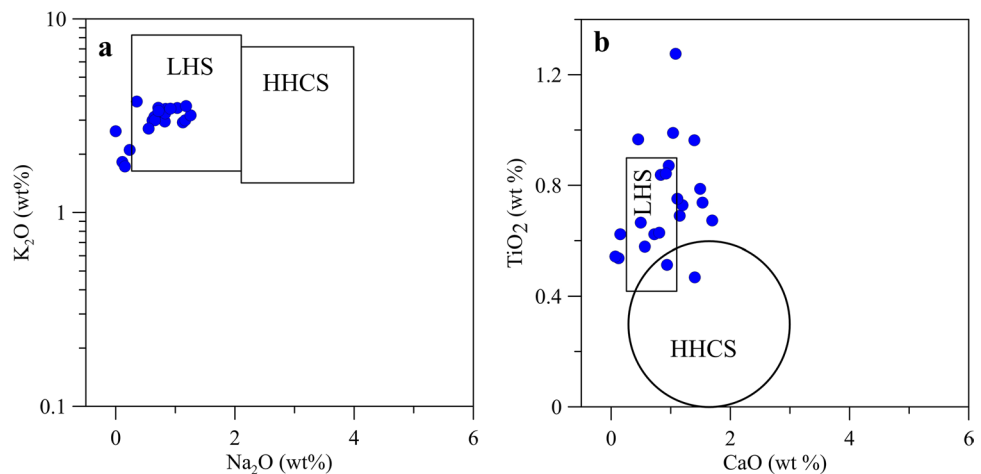 a
LHS
HHCS
10
1
0.1
K₂O (wt%)
0
2
4
6
Na₂O (wt%)
b
LHS
HHCS
1.2
0.8
0.4
0
TiO₂ (wt %)
0
2
4
6
CaO (wt %)